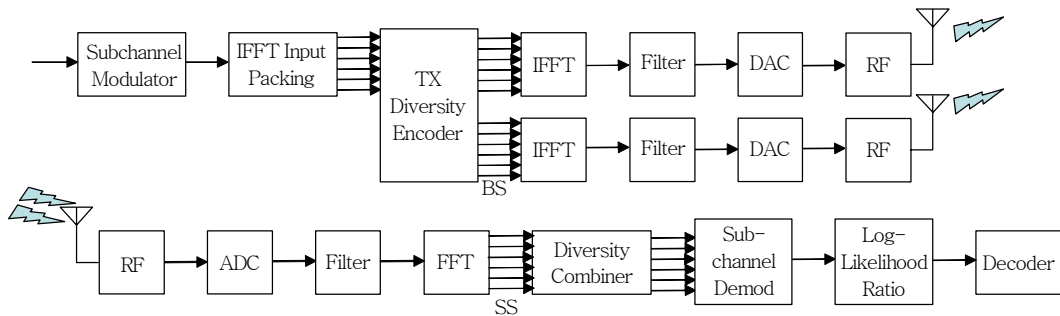 Subchannel
Modulator
IFFT Input
Packing
TX
Diversity
Encoder
IFFT
Filter
DAC
RF
IFFT
Filter
DAC
RF
BS
RF
ADC
Filter
FFT
SS
Diversity
Combiner
Sub-
channel
Demod
Log-
Likelihood
Ratio
Decoder